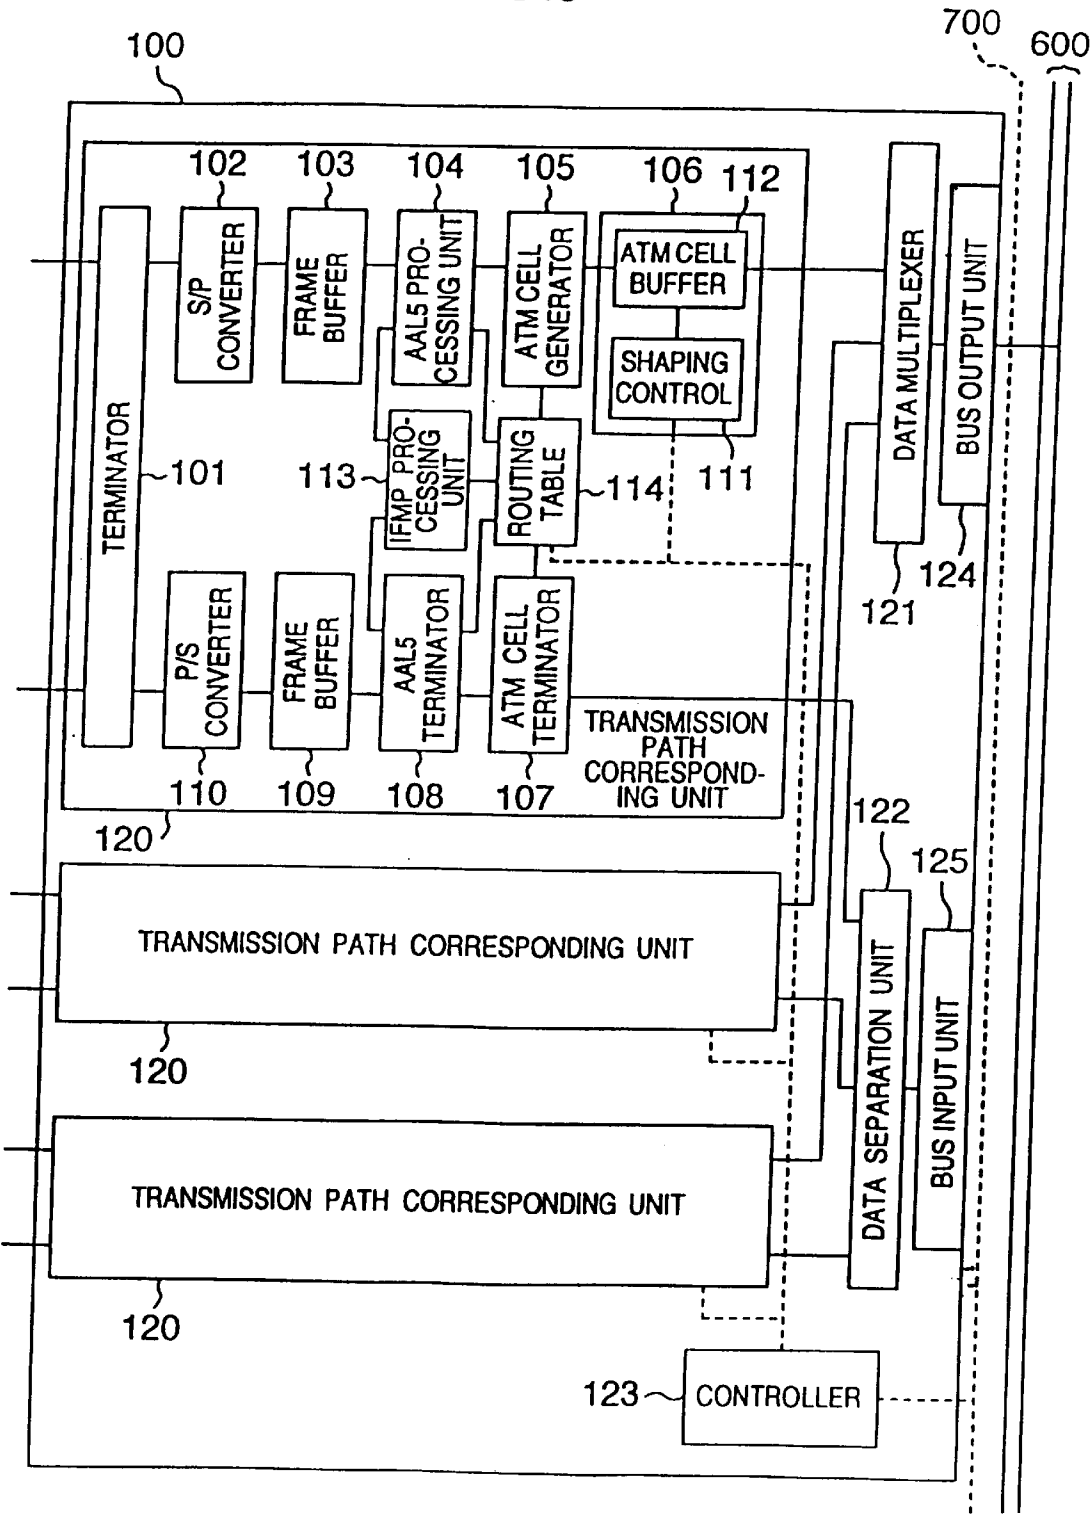 700
600
100
102
103
104
105
106
112
TERMINATOR
S/P
CONVERTER
FRAME
BUFFER
AAL5 PRO-
CESSING UNIT
ATM CELL
GENERATOR
ATM CELL
BUFFER
SHAPING
CONTROL
DATA MULTIPLEXER
BUS OUTPUT UNIT
101
113
IFMP PRO-
CESSING
UNIT
ROUTING
TABLE
114
111
124
121
P/S
CONVERTER
FRAME
BUFFER
AAL5
TERMINATOR
ATM CELL
TERMINATOR
TRANSMISSION
PATH
CORRESPOND-
ING UNIT
110
109
108
107
120
122
125
TRANSMISSION PATH CORRESPONDING UNIT
120
DATA SEPARATION UNIT
BUS INPUT UNIT
TRANSMISSION PATH CORRESPONDING UNIT
120
123
CONTROLLER